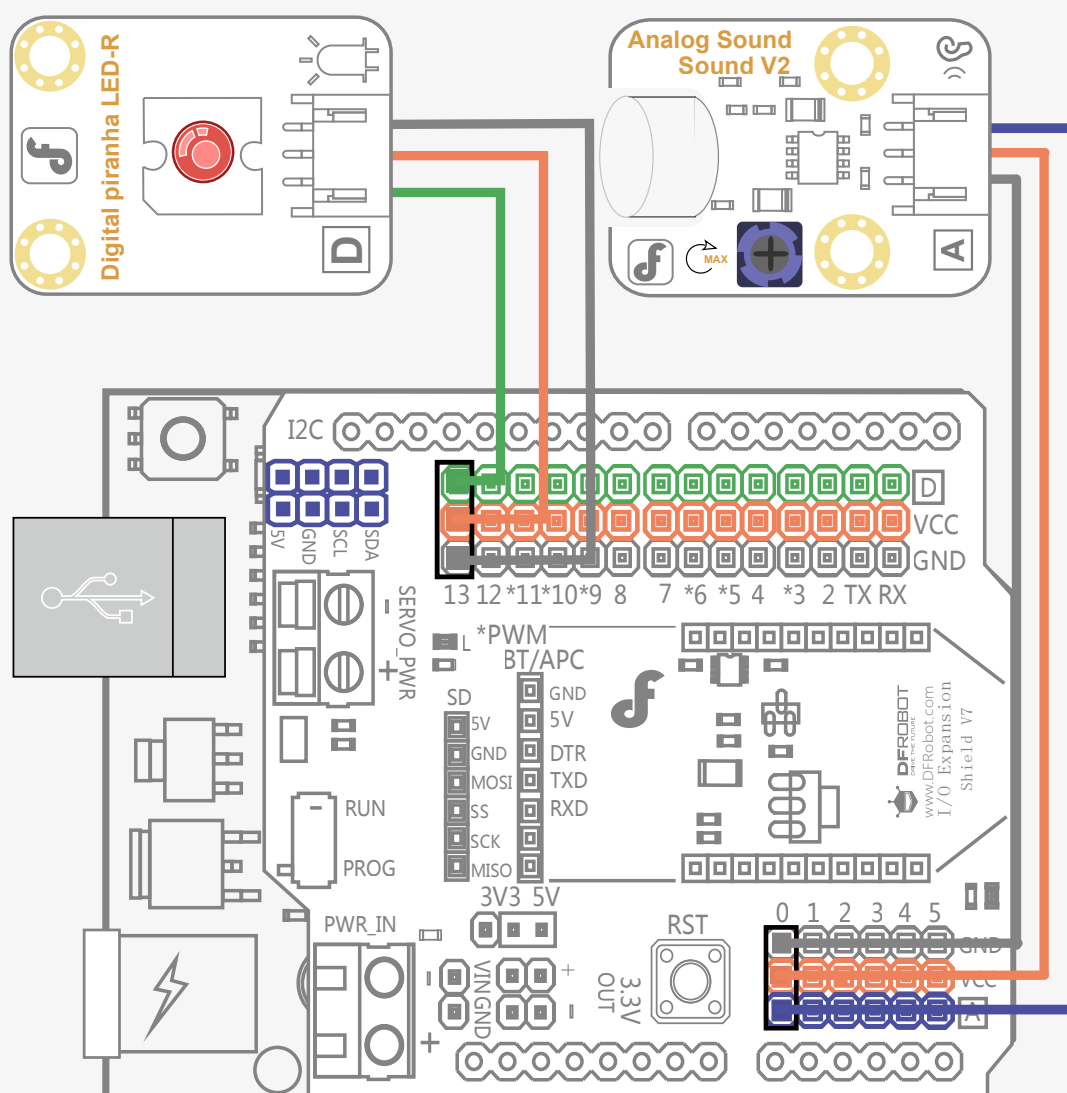 Digital piranha LED-R
D
Analog Sound
Sound V2
MAX
A
I2C
D
VCC
GND
5V
GND
SCL
SDA
13 12 *11 *10 *9 8 7 *6 *5 4 *3 2 TX RX
- SERVO_PWR +
L
*PWM
BT/APC
GND
5V
DTR
TXD
RXD
SD
5V
GND
MOSI
SS
SCK
MISO
DFROBOT
DRIVE THE FUTURE
www.DFRobot.com
I/O Expansion
Shield V7
RUN
PROG
3V3 5V
PWR_IN
-
+
VIN
GND
+
-
3.3V
OUT
RST
0 1 2 3 4 5
GND
VCC
A